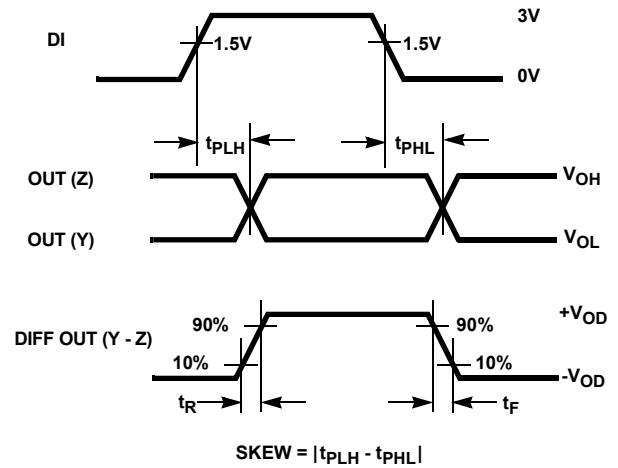 3V
DI
1.5V
1.5V
0V
tPLH
tPHL
OUT (Z)
VOH
OUT (Y)
VOL
+VOD
90%
90%
DIFF OUT (Y - Z)
10%
10%
-VOD
tR
tF
SKEW = |tPLH - tPHL|